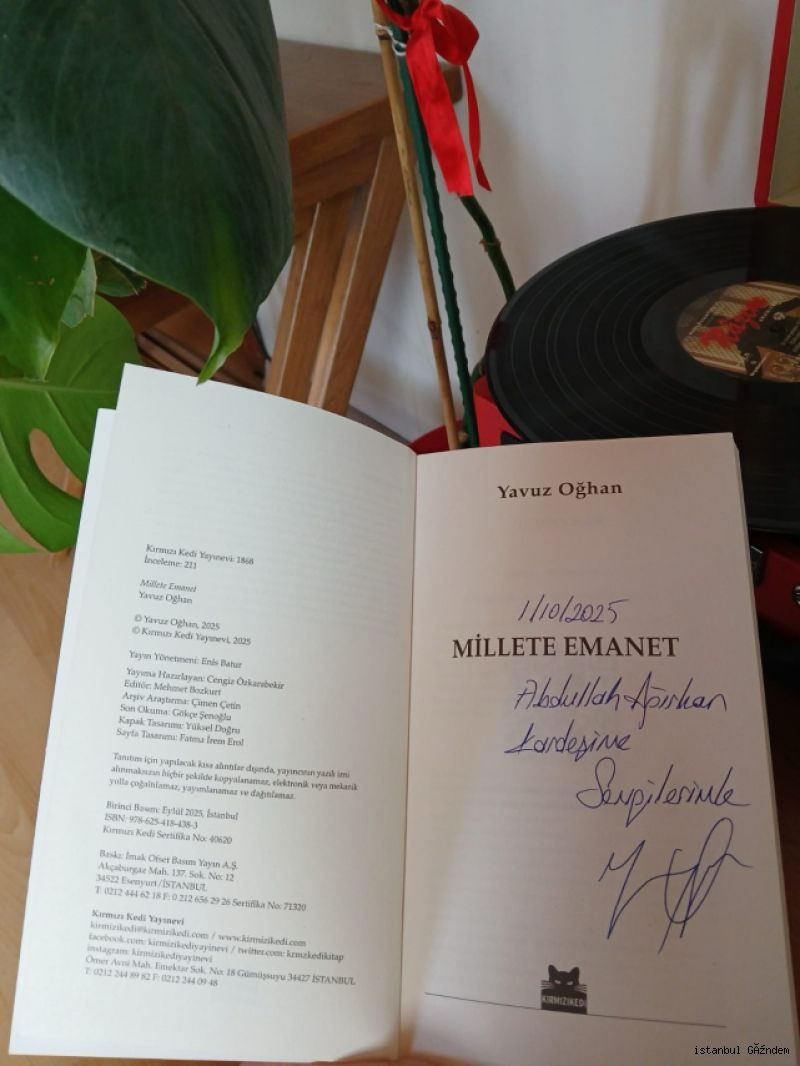 Kırmızı Kedi Yayınevi: 1868
İnceleme: 211
Millete Emanet
Yavuz Oğhan
© Yavuz Oğhan, 2025
© Kırmızı Kedi Yayınevi, 2025
Yayın Yönetmeni: Enis Batur
Yayıma Hazırlayan: Cengiz Özkarabekir
Editör: Mehmet Bozkurt
Arşiv Araştırma: Çimen Çetin
Son Okuma: Gökçe Şenoğlu
Kapak Tasarımı: Yüksel Doğru
Sayfa Tasarımı: Fatma İrem Erol
Tanıtım için yapılacak kısa alıntılar dışında, yayıncının yazılı izni
alınmaksızın hiçbir şekilde kopyalanamaz, elektronik veya mekanik
yolla çoğaltılamaz, yayımlanamaz ve dağıtılamaz.
Birinci Basım: Eylül 2025, İstanbul
ISBN: 978-625-418-438-3
Kırmızı Kedi Sertifika No: 40620
Baskı: İmak Ofset Basım Yayın A.Ş.
Akçaburgaz Mah. 137. Sok. No: 12
34522 Esenyurt/İSTANBUL
T: 0212 444 62 18 F: 0 212 656 29 26 Sertifika No: 71320
Kırmızı Kedi Yayınevi
kirmizikedi@kirmizikedi.com / www.kirmizikedi.com
facebook.com: kirmizikediyayinevi / twitter.com: krmzkedikitap
instagram: kirmizikediyayinevi
Ömer Avni Mah. Emektar Sok. No: 18 Gümüşsuyu 34427 İSTANBUL
T: 0212 244 89 82 F: 0212 244 09 48
Yavuz Oğhan
1/10/2025
MİLLETE EMANET
Abdullah Ağırkan
Kardeşime
Sevgilerimle
KIRMIZIKEDİ
istanbul GÃ¼ndem